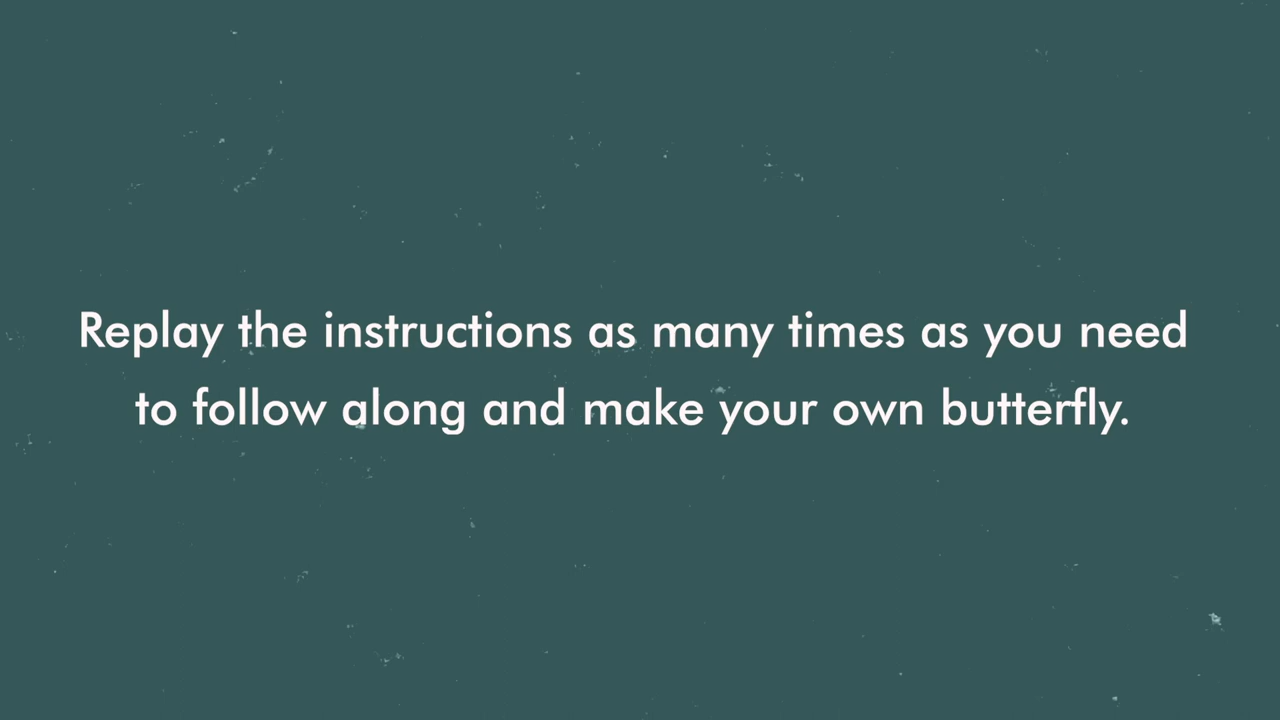 Replay the instructions as many times as you need
to follow along and make your own butterfly.